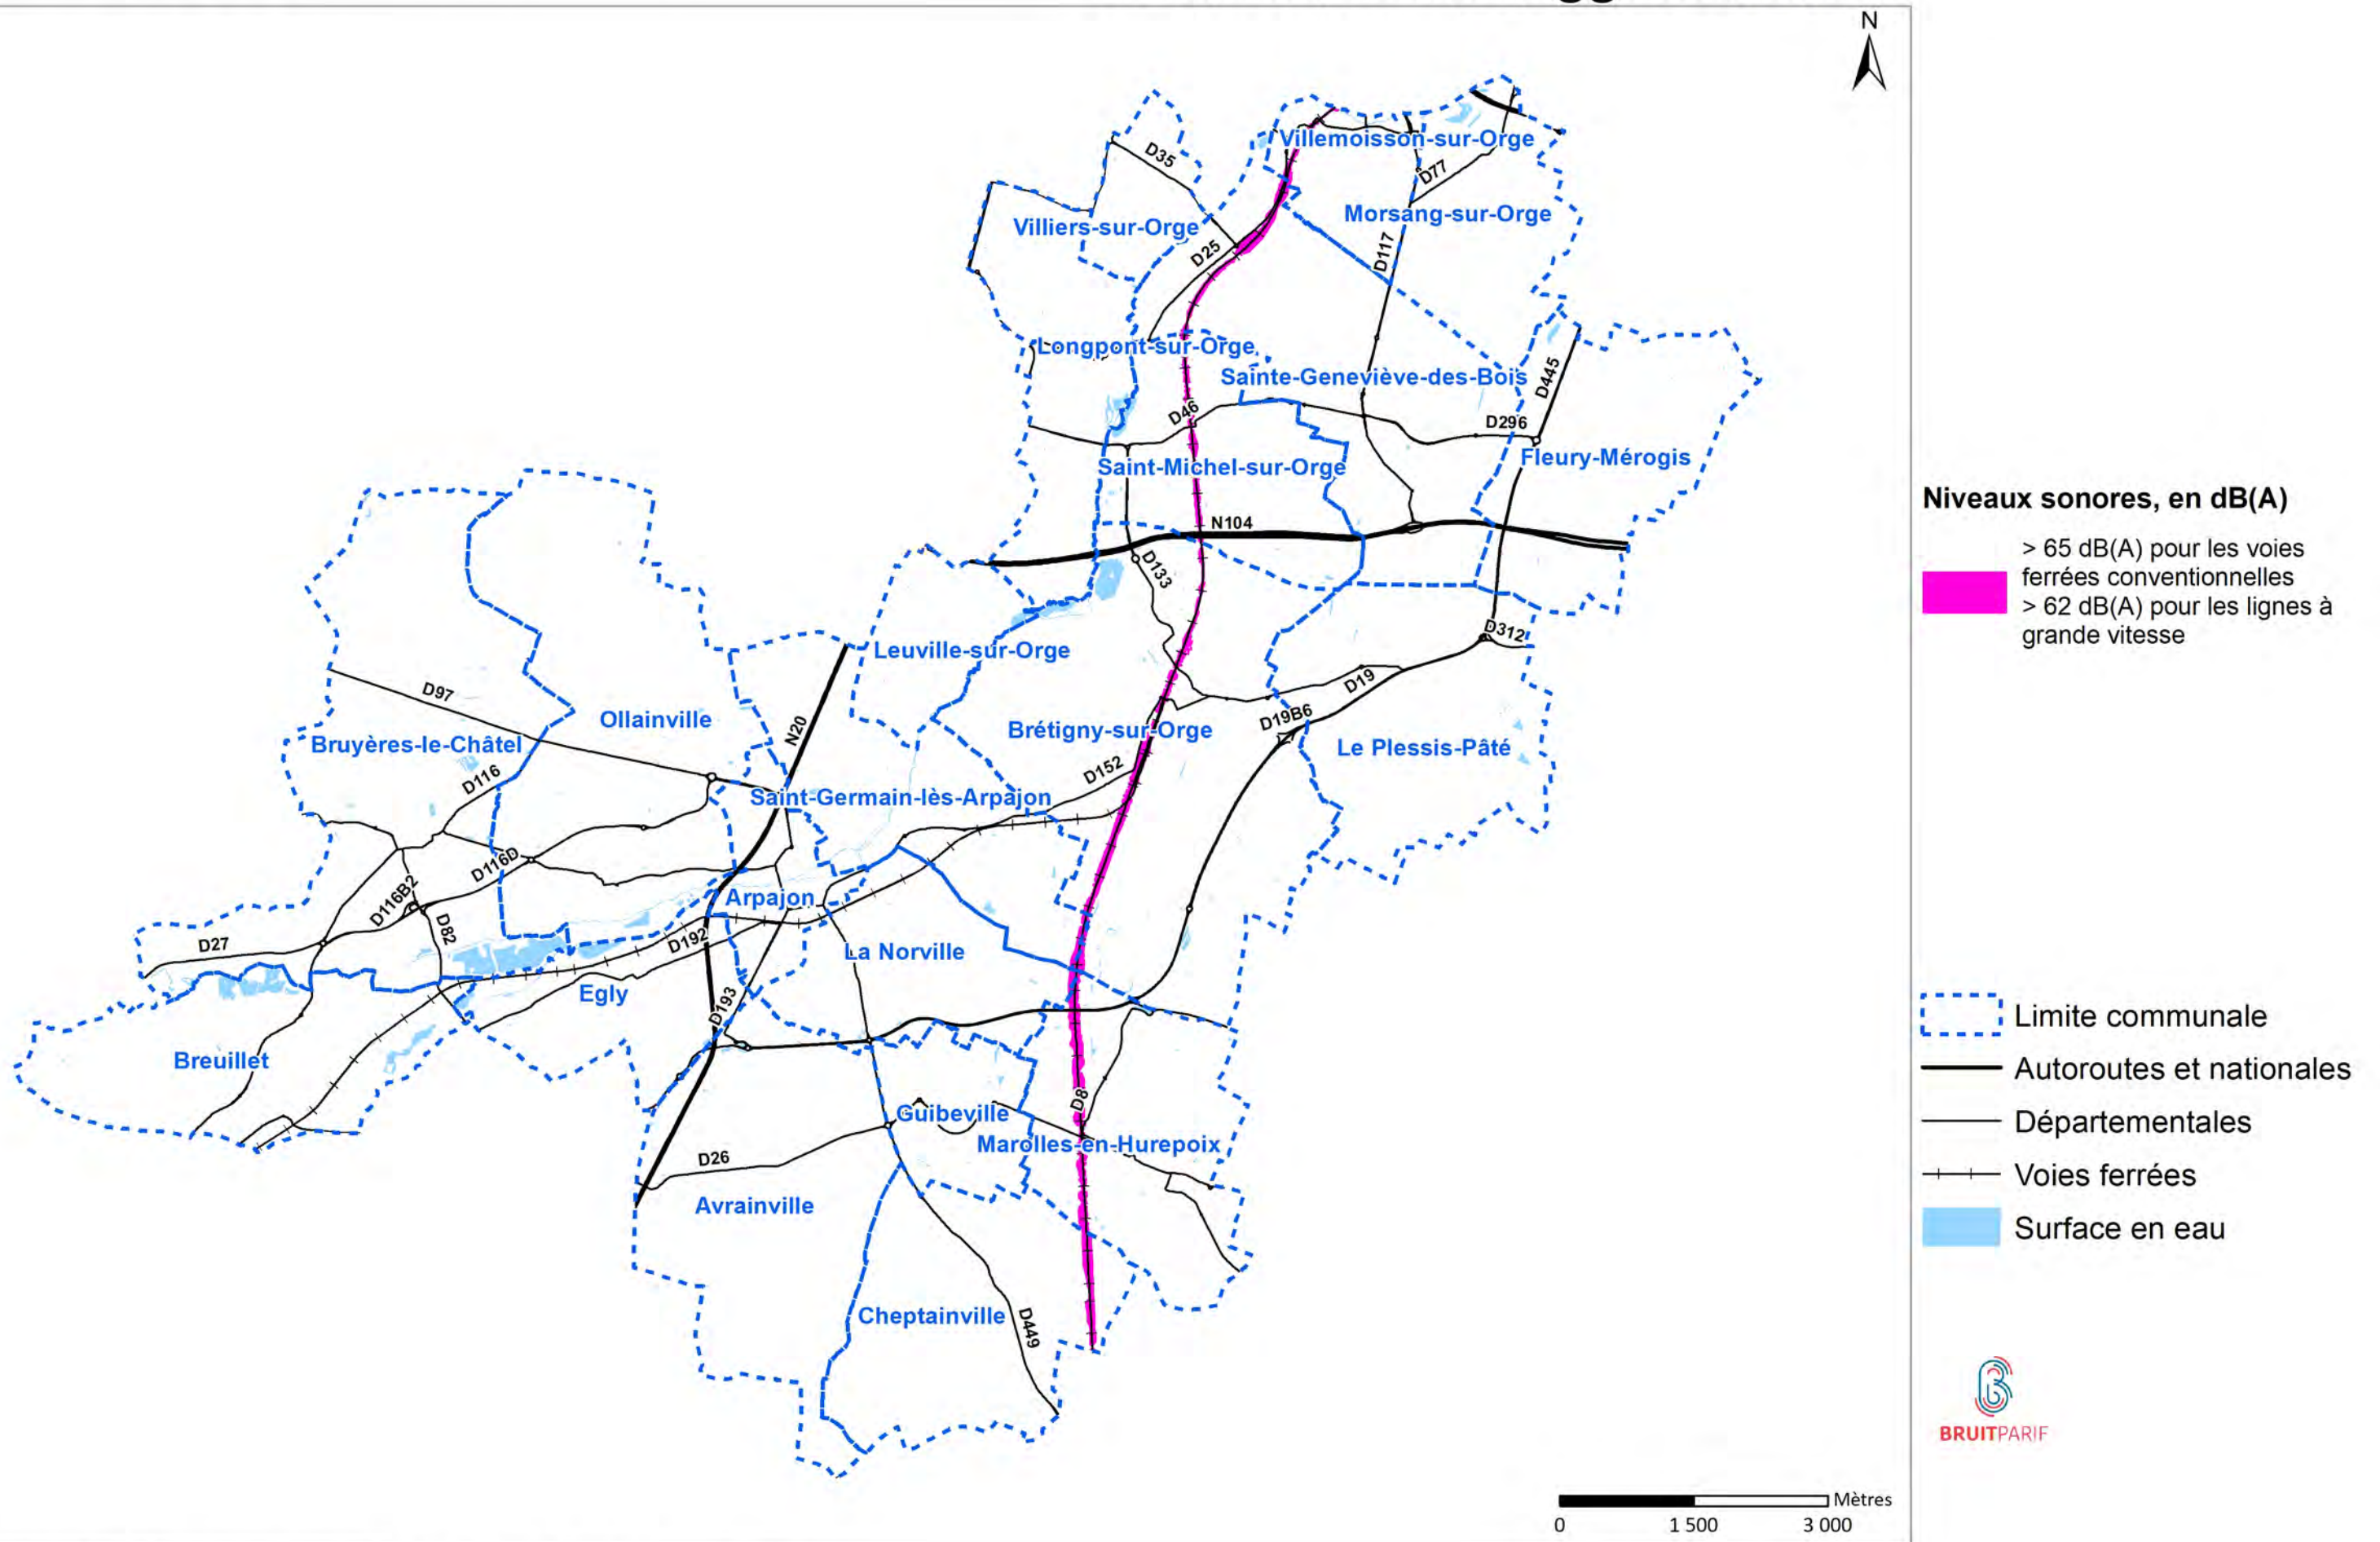 N
Villemoisson-sur-Orge
D35
D77
Morsang-sur-Orge
Villiers-sur-Orge
D25
D117
Longpont-sur-Orge
Sainte-Geneviève-des-Bois
D445
D46
D296
Fleury-Mérogis
Saint-Michel-sur-Orge
N104
D133
D312
Leuville-sur-Orge
D19
D97
Ollainville
N20
D19B6
Brétigny-sur-Orge
Bruyères-le-Châtel
Le Plessis-Pâté
D116
D152
Saint-Germain-lès-Arpajon
D116D
D116B2
Arpajon
D82
D27
D192
La Norville
Egly
D193
Breuillet
D8
Guibeville
Marolles-en-Hurepoix
D26
Avrainville
Cheptainville
D449
Mètres
0 1 500 3 000
Niveaux sonores, en dB(A)
> 65 dB(A) pour les voies
ferrées conventionnelles
> 62 dB(A) pour les lignes à
grande vitesse
Limite communale
Autoroutes et nationales
Départementales
Voies ferrées
Surface en eau
BRUITPARIF